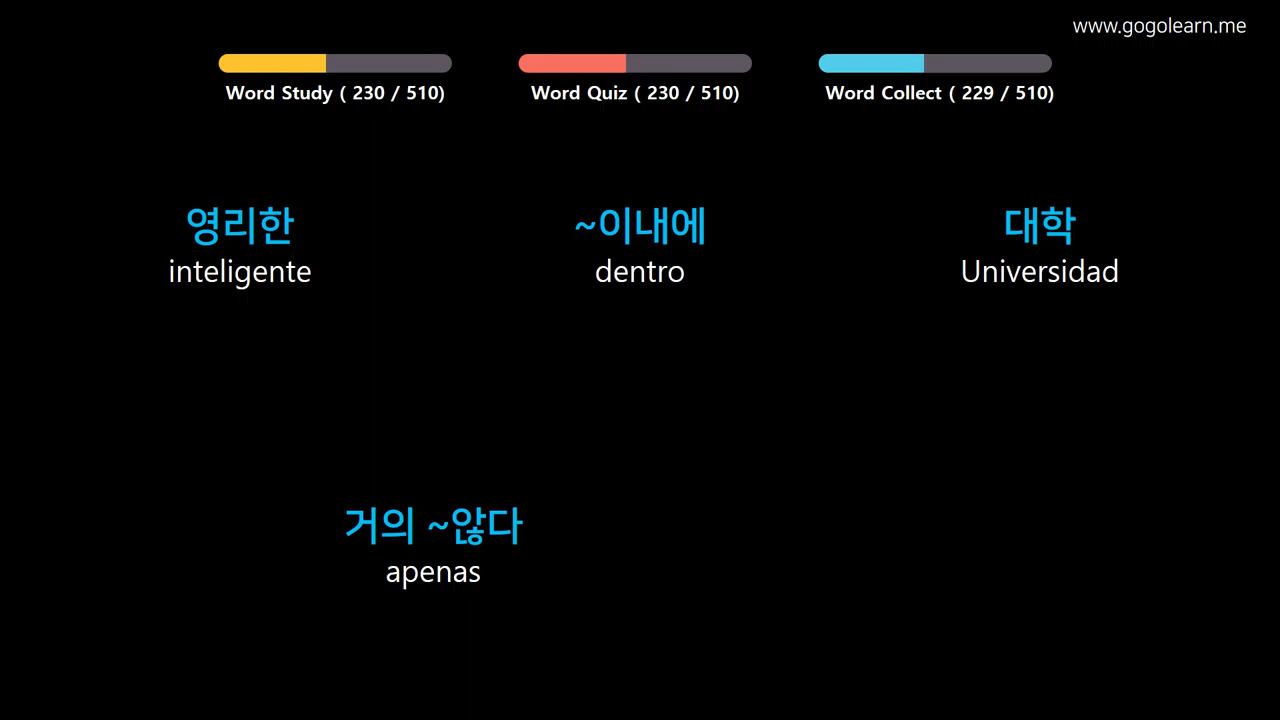 www.gogolearn.me
Word Study ( 230 / 510)
Word Quiz ( 230 / 510)
Word Collect ( 229 / 510)
영리한
inteligente
~이내에
dentro
대학
Universidad
거의 ~않다
apenas